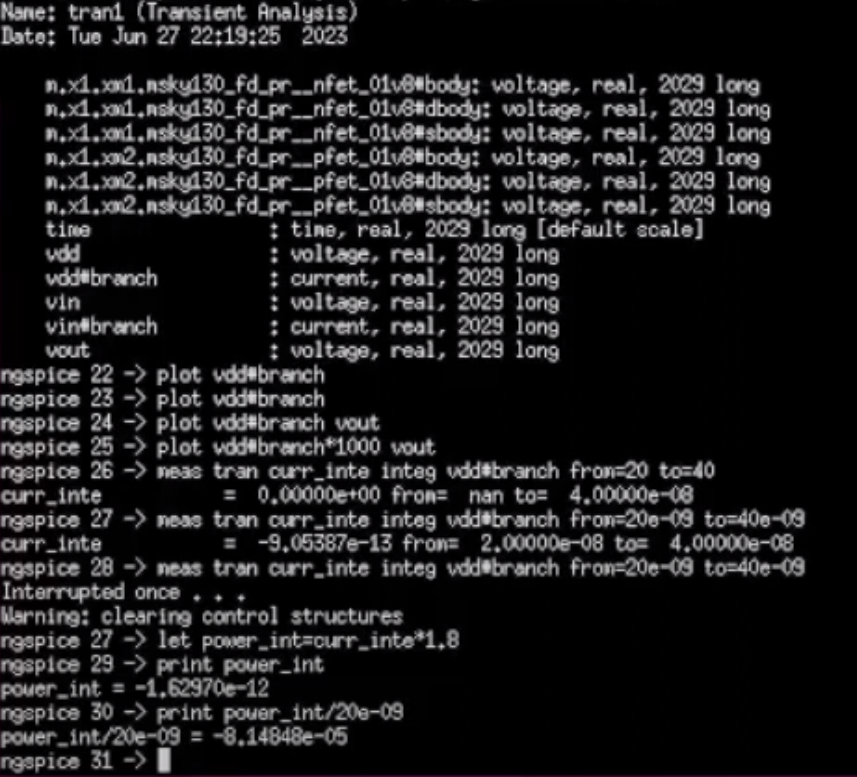 Name: tran1 (Transient Analysis)
Date: Tue Jun 27 22:19:25  2023
m.x1.xm1.msky130_fd_pr__nfet_01v8#body: voltage, real, 2029 long
m.x1.xm1.msky130_fd_pr__nfet_01v8#dbody: voltage, real, 2029 long
m.x1.xm1.msky130_fd_pr__nfet_01v8#sbody: voltage, real, 2029 long
m.x1.xm2.msky130_fd_pr__pfet_01v8#body: voltage, real, 2029 long
m.x1.xm2.msky130_fd_pr__pfet_01v8#dbody: voltage, real, 2029 long
m.x1.xm2.msky130_fd_pr__pfet_01v8#sbody: voltage, real, 2029 long
time : time, real, 2029 long [default scale]
vdd : voltage, real, 2029 long
vdd#branch : current, real, 2029 long
vin : voltage, real, 2029 long
vin#branch : current, real, 2029 long
vout : voltage, real, 2029 long
ngspice 22 -> plot vdd#branch
ngspice 23 -> plot vdd#branch
ngspice 24 -> plot vdd#branch vout
ngspice 25 -> plot vdd#branch*1000 vout
ngspice 26 -> meas tran curr_inte integ vdd#branch from=20 to=40
curr_inte = 0.00000e+00 from= nan to= 4.00000e-08
ngspice 27 -> meas tran curr_inte integ vdd#branch from=20e-09 to=40e-09
curr_inte = -9.05387e-13 from= 2.00000e-08 to= 4.00000e-08
ngspice 28 -> meas tran curr_inte integ vdd#branch from=20e-09 to=40e-09
Interrupted once . . .
Warning: clearing control structures
ngspice 27 -> let power_int=curr_inte*1.8
ngspice 29 -> print power_int
power_int = -1.62970e-12
ngspice 30 -> print power_int/20e-09
power_int/20e-09 = -8.14848e-05
ngspice 31 ->